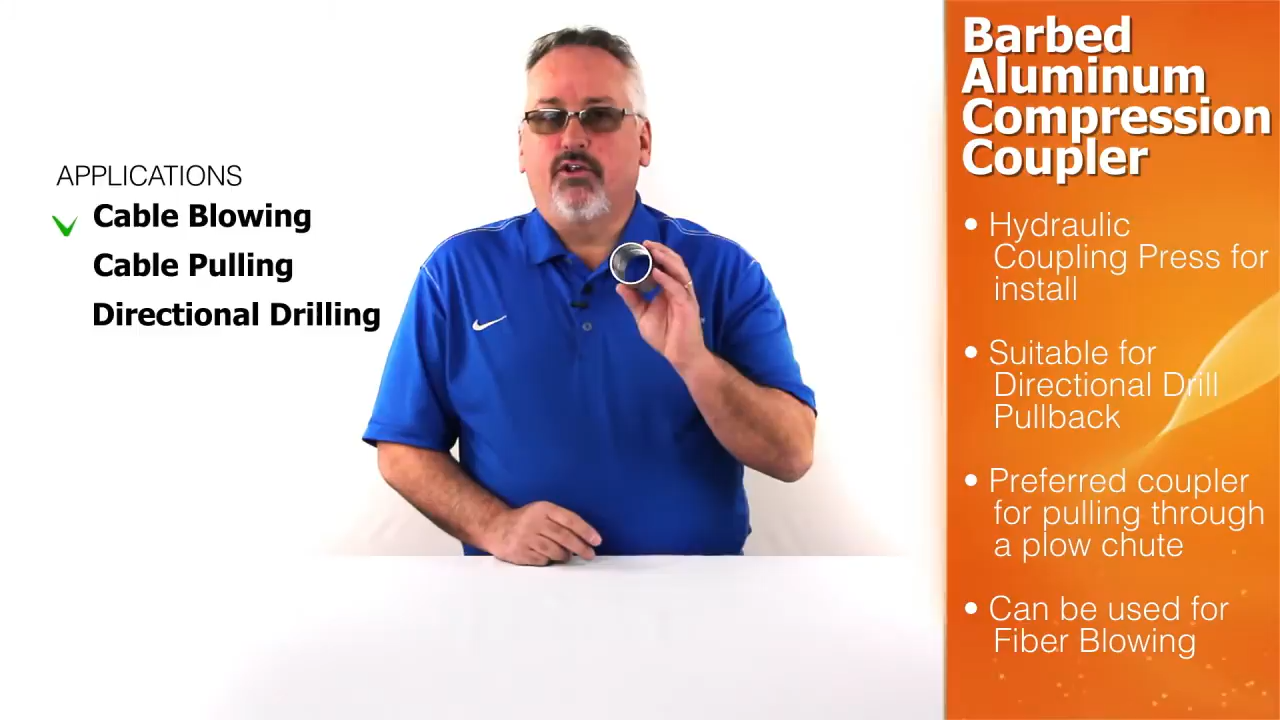 APPLICATIONS
Cable Blowing
Cable Pulling
Directional Drilling
Barbed
Aluminum
Compression
Coupler
• Hydraulic
Coupling Press for
install
• Suitable for
Directional Drill
Pullback
• Preferred coupler
for pulling through
a plow chute
• Can be used for
Fiber Blowing